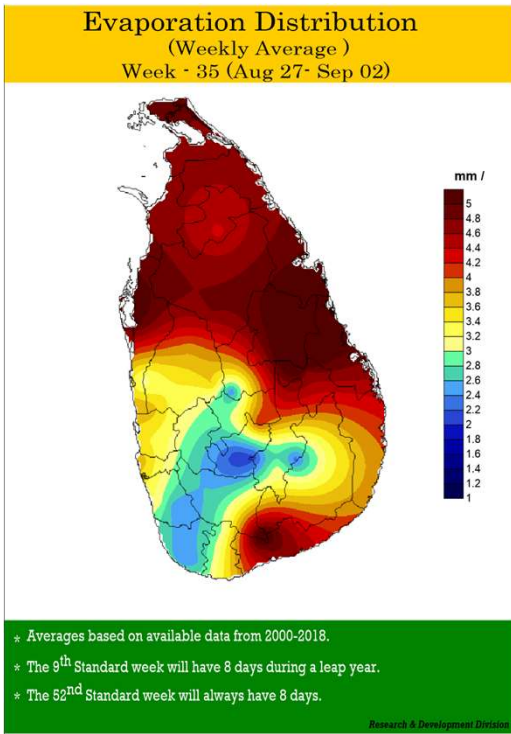 Evaporation Distribution
(Weekly Average )
Week - 35 (Aug 27- Sep 02)
mm /
5
4.8
4.6
4.4
4.2
4
3.8
3.6
3.4
3.2
3
2.8
2.6
2.4
2.2
2
1.8
1.6
1.4
1.2
1
* Averages based on available data from 2000-2018.
* The 9th Standard week will have 8 days during a leap year.
* The 52nd Standard week will always have 8 days.
Research & Development Division